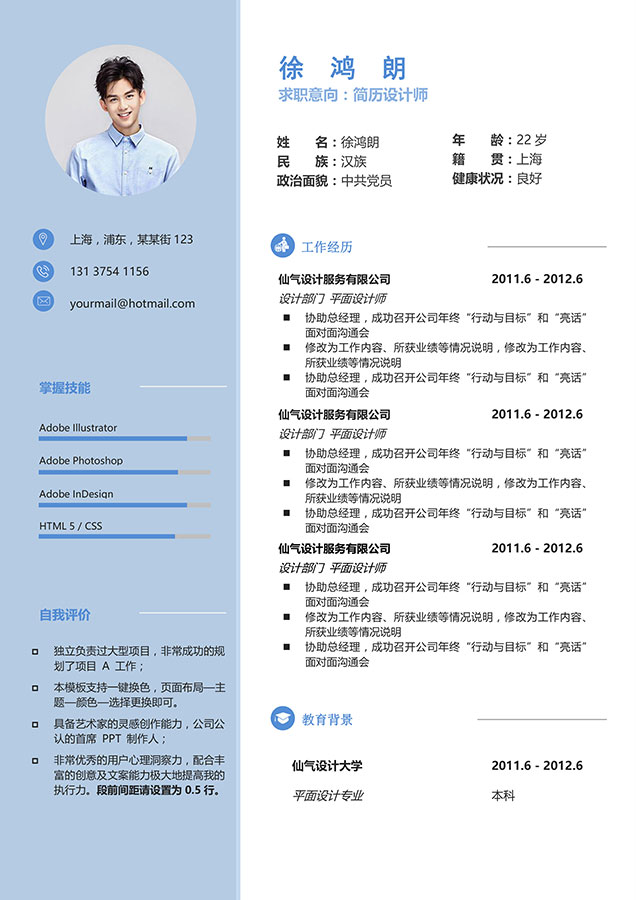 徐 鸿 朗
求职意向：简历设计师
姓 名：徐鸿朗
民 族：汉族
政治面貌：中共党员
年 龄：22 岁
籍 贯：上海
健康状况：良好
上海，浦东，某某街 123
131 3754 1156
yourmail@hotmail.com
掌握技能
Adobe Illustrator
Adobe Photoshop
Adobe InDesign
HTML 5 / CSS
自我评价
独立负责过大型项目，非常成功的规
划了项目 A 工作；
本模板支持一键换色，页面布局—主
题—颜色—选择更换即可。
具备艺术家的灵感创作能力，公司公
认的首席 PPT 制作人；
非常优秀的用户心理洞察力，配合丰
富的创意及文案能力极大地提高我的
执行力。段前间距请设置为 0.5 行。
工作经历
仙气设计服务有限公司 2011.6 - 2012.6
设计部门 平面设计师
协助总经理，成功召开公司年终“行动与目标”和“亮话”
面对面沟通会
修改为工作内容、所获业绩等情况说明，修改为工作内容、
所获业绩等情况说明
协助总经理，成功召开公司年终“行动与目标”和“亮话”
面对面沟通会
仙气设计服务有限公司 2011.6 - 2012.6
设计部门 平面设计师
协助总经理，成功召开公司年终“行动与目标”和“亮话”
面对面沟通会
修改为工作内容、所获业绩等情况说明，修改为工作内容、
所获业绩等情况说明
协助总经理，成功召开公司年终“行动与目标”和“亮话”
面对面沟通会
仙气设计服务有限公司 2011.6 - 2012.6
设计部门 平面设计师
协助总经理，成功召开公司年终“行动与目标”和“亮话”
面对面沟通会
修改为工作内容、所获业绩等情况说明，修改为工作内容、
所获业绩等情况说明
协助总经理，成功召开公司年终“行动与目标”和“亮话”
面对面沟通会
教育背景
仙气设计大学 2011.6 - 2012.6
平面设计专业 本科